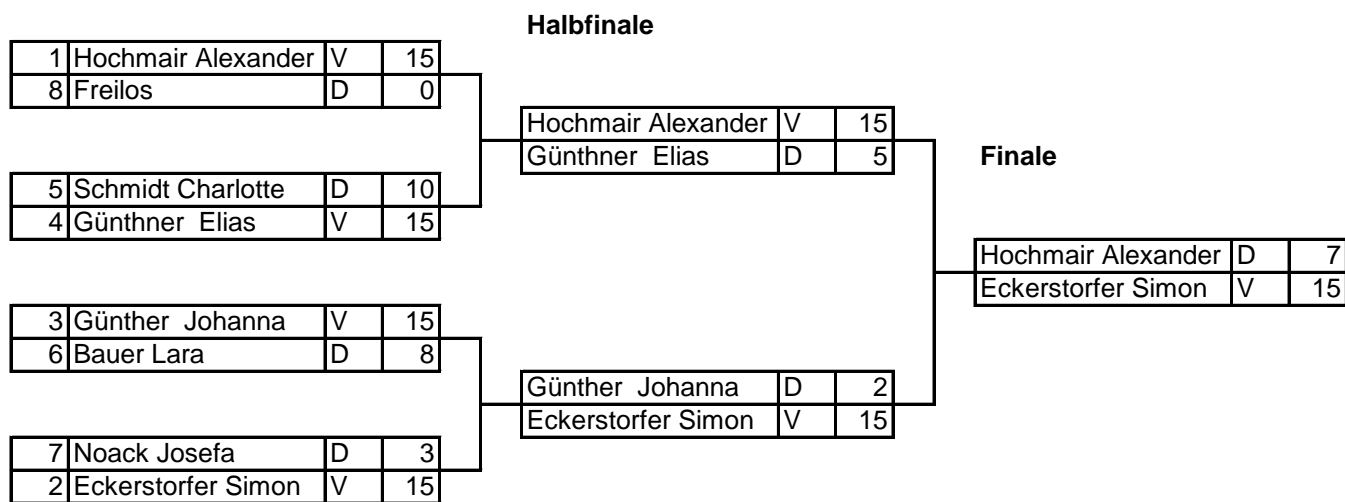 Halbfinale
1 Hochmair Alexander V 15
8 Freilos D 0
Hochmair Alexander V 15
Günthner  Elias D 5
Finale
5 Schmidt Charlotte D 10
4 Günthner  Elias V 15
Hochmair Alexander D 7
Eckerstorfer Simon V 15
3 Günther  Johanna V 15
6 Bauer Lara D 8
Günther  Johanna D 2
Eckerstorfer Simon V 15
7 Noack Josefa D 3
2 Eckerstorfer Simon V 15